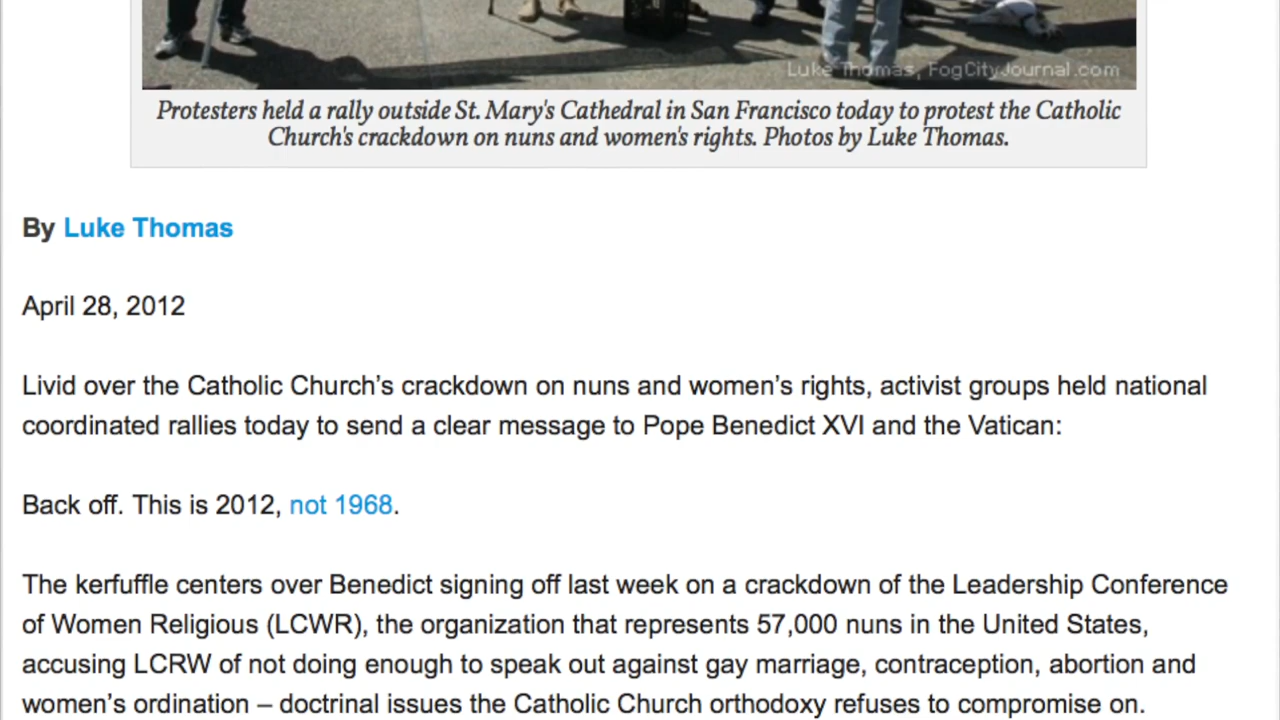 Luke Thomas, FogCityJournal.com
Protesters held a rally outside St. Mary's Cathedral in San Francisco today to protest the Catholic
Church's crackdown on nuns and women's rights. Photos by Luke Thomas.
By Luke Thomas
April 28, 2012
Livid over the Catholic Church’s crackdown on nuns and women’s rights, activist groups held national
coordinated rallies today to send a clear message to Pope Benedict XVI and the Vatican:
Back off. This is 2012, not 1968.
The kerfuffle centers over Benedict signing off last week on a crackdown of the Leadership Conference
of Women Religious (LCWR), the organization that represents 57,000 nuns in the United States,
accusing LCRW of not doing enough to speak out against gay marriage, contraception, abortion and
women’s ordination – doctrinal issues the Catholic Church orthodoxy refuses to compromise on.